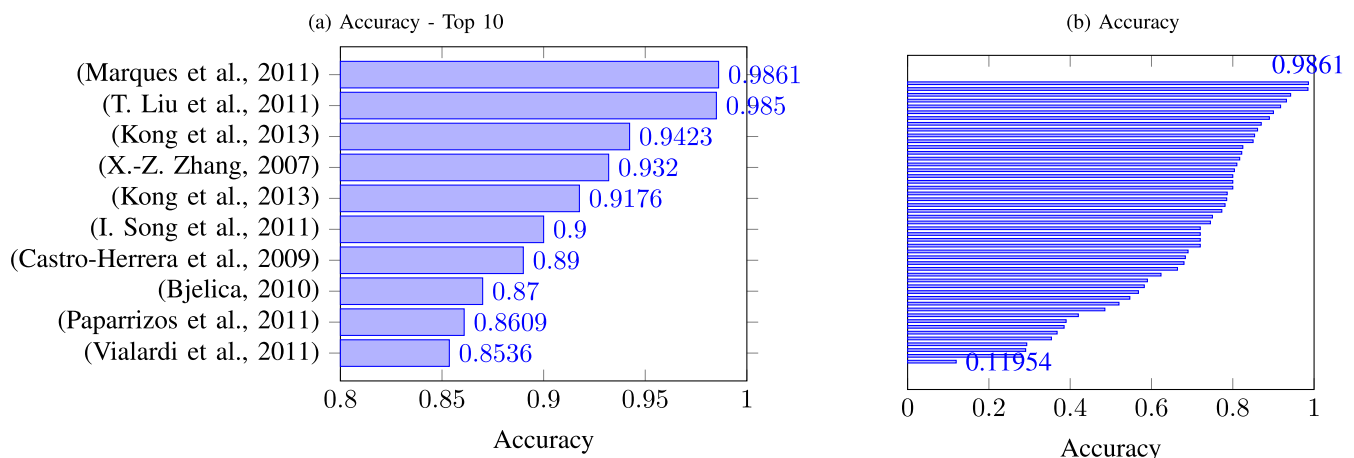 (a) Accuracy - Top 10
(Marques et al., 2011) 0.9861
(T. Liu et al., 2011) 0.985
(Kong et al., 2013) 0.9423
(X.-Z. Zhang, 2007) 0.932
(Kong et al., 2013) 0.9176
(I. Song et al., 2011) 0.9
(Castro-Herrera et al., 2009) 0.89
(Bjelica, 2010) 0.87
(Paparrizos et al., 2011) 0.8609
(Vialardi et al., 2011) 0.8536
0.8 0.85 0.9 0.95 1
Accuracy
(b) Accuracy
0.9861
0.11954
0 0.2 0.4 0.6 0.8 1
Accuracy